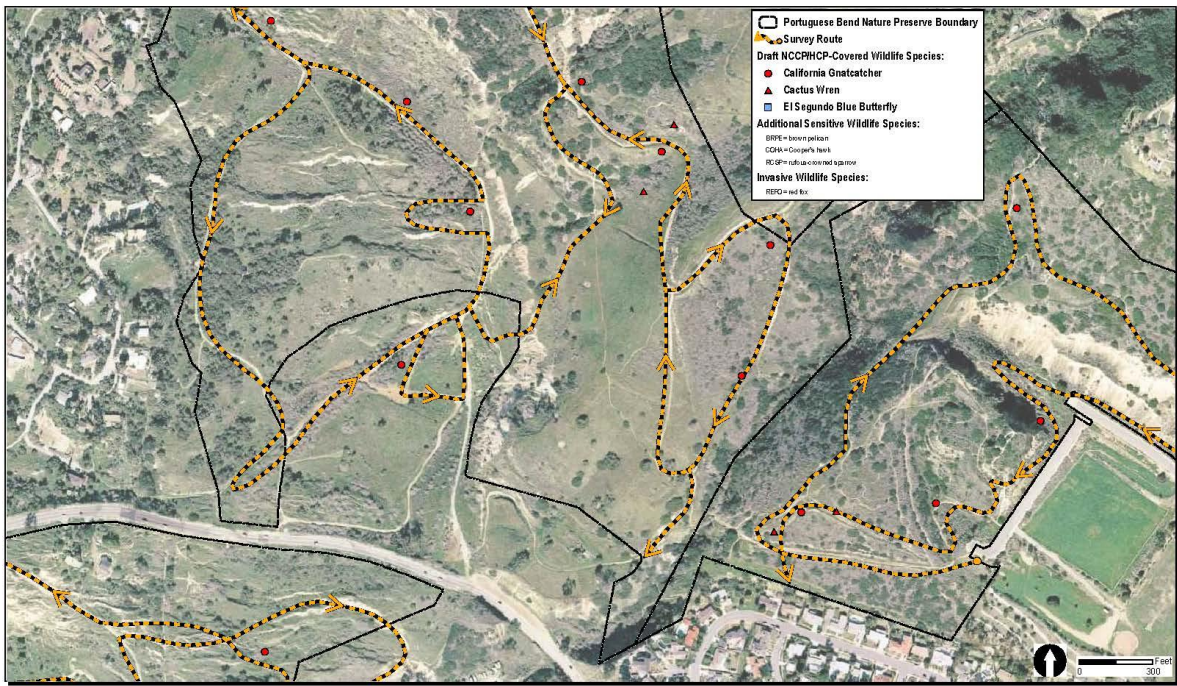 Portuguese Bend Nature Preserve Boundary
Survey Route
Draft NCCP/HCP-Covered Wildlife Species:
California Gnatcatcher
Cactus Wren
El Segundo Blue Butterfly
Additional Sensitive Wildlife Species:
BRPE = brown pelican
COHA = Cooper's hawk
RCSP = rufous-crowned sparrow
Invasive Wildlife Species:
REFO = red fox
Feet
0 300